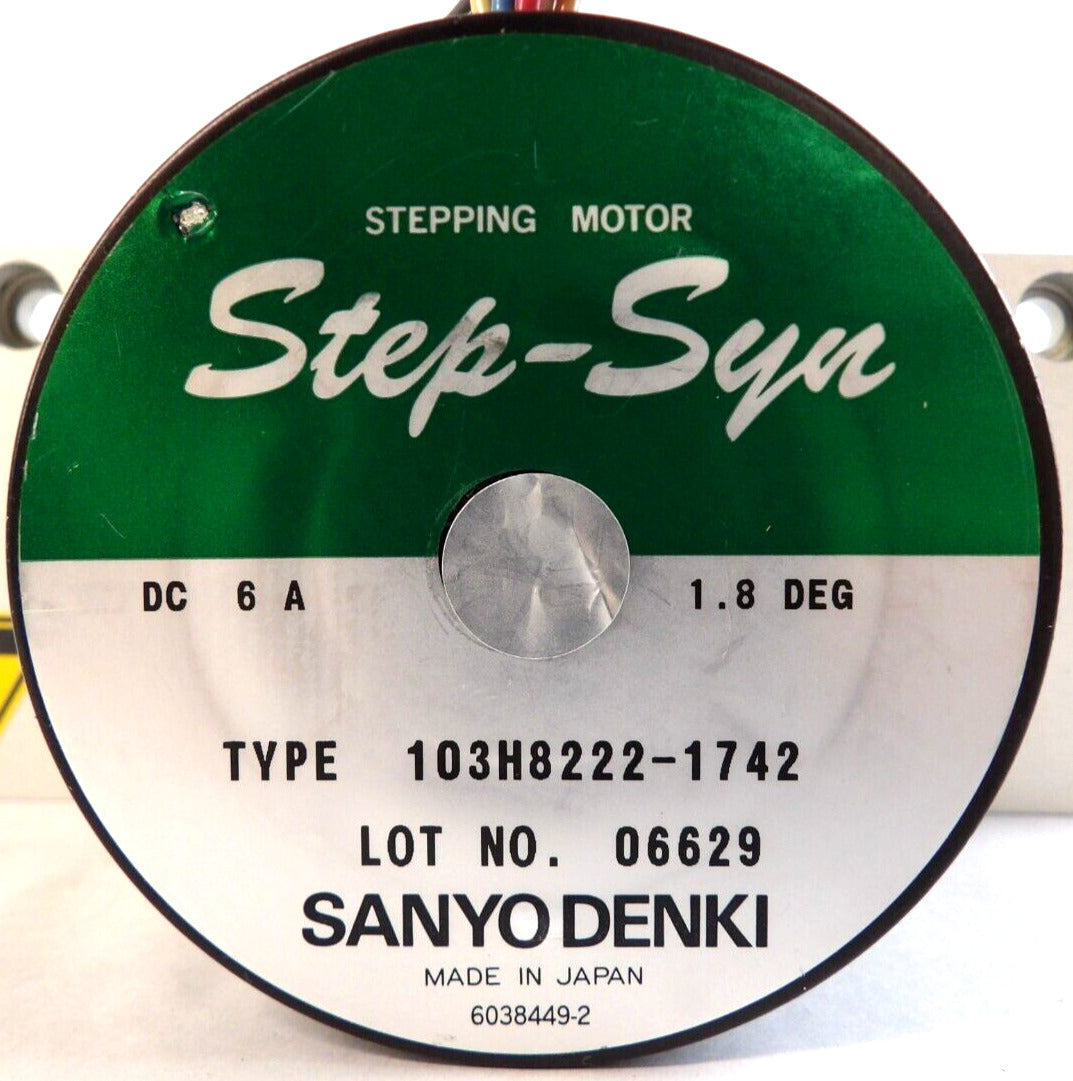 STEPPING MOTOR
Step-Syn
DC 6 A 1.8 DEG
TYPE 103H8222-1742
LOT NO. 06629
SANYO DENKI
MADE IN JAPAN
6038449-2